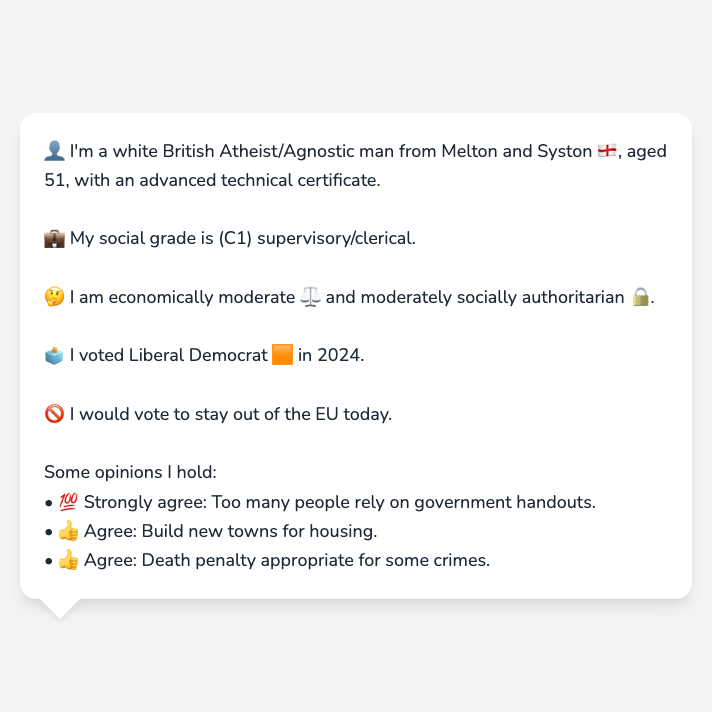 👤 I'm a white British Atheist/Agnostic man from Melton and Syston 🏴󠁧󠁢󠁥󠁮󠁧󠁿, aged
51, with an advanced technical certificate.
💼 My social grade is (C1) supervisory/clerical.
🤔 I am economically moderate ⚖️ and moderately socially authoritarian 🔒.
🗳️ I voted Liberal Democrat 🟧 in 2024.
🚫 I would vote to stay out of the EU today.
Some opinions I hold:
• 💯 Strongly agree: Too many people rely on government handouts.
• 👍 Agree: Build new towns for housing.
• 👍 Agree: Death penalty appropriate for some crimes.